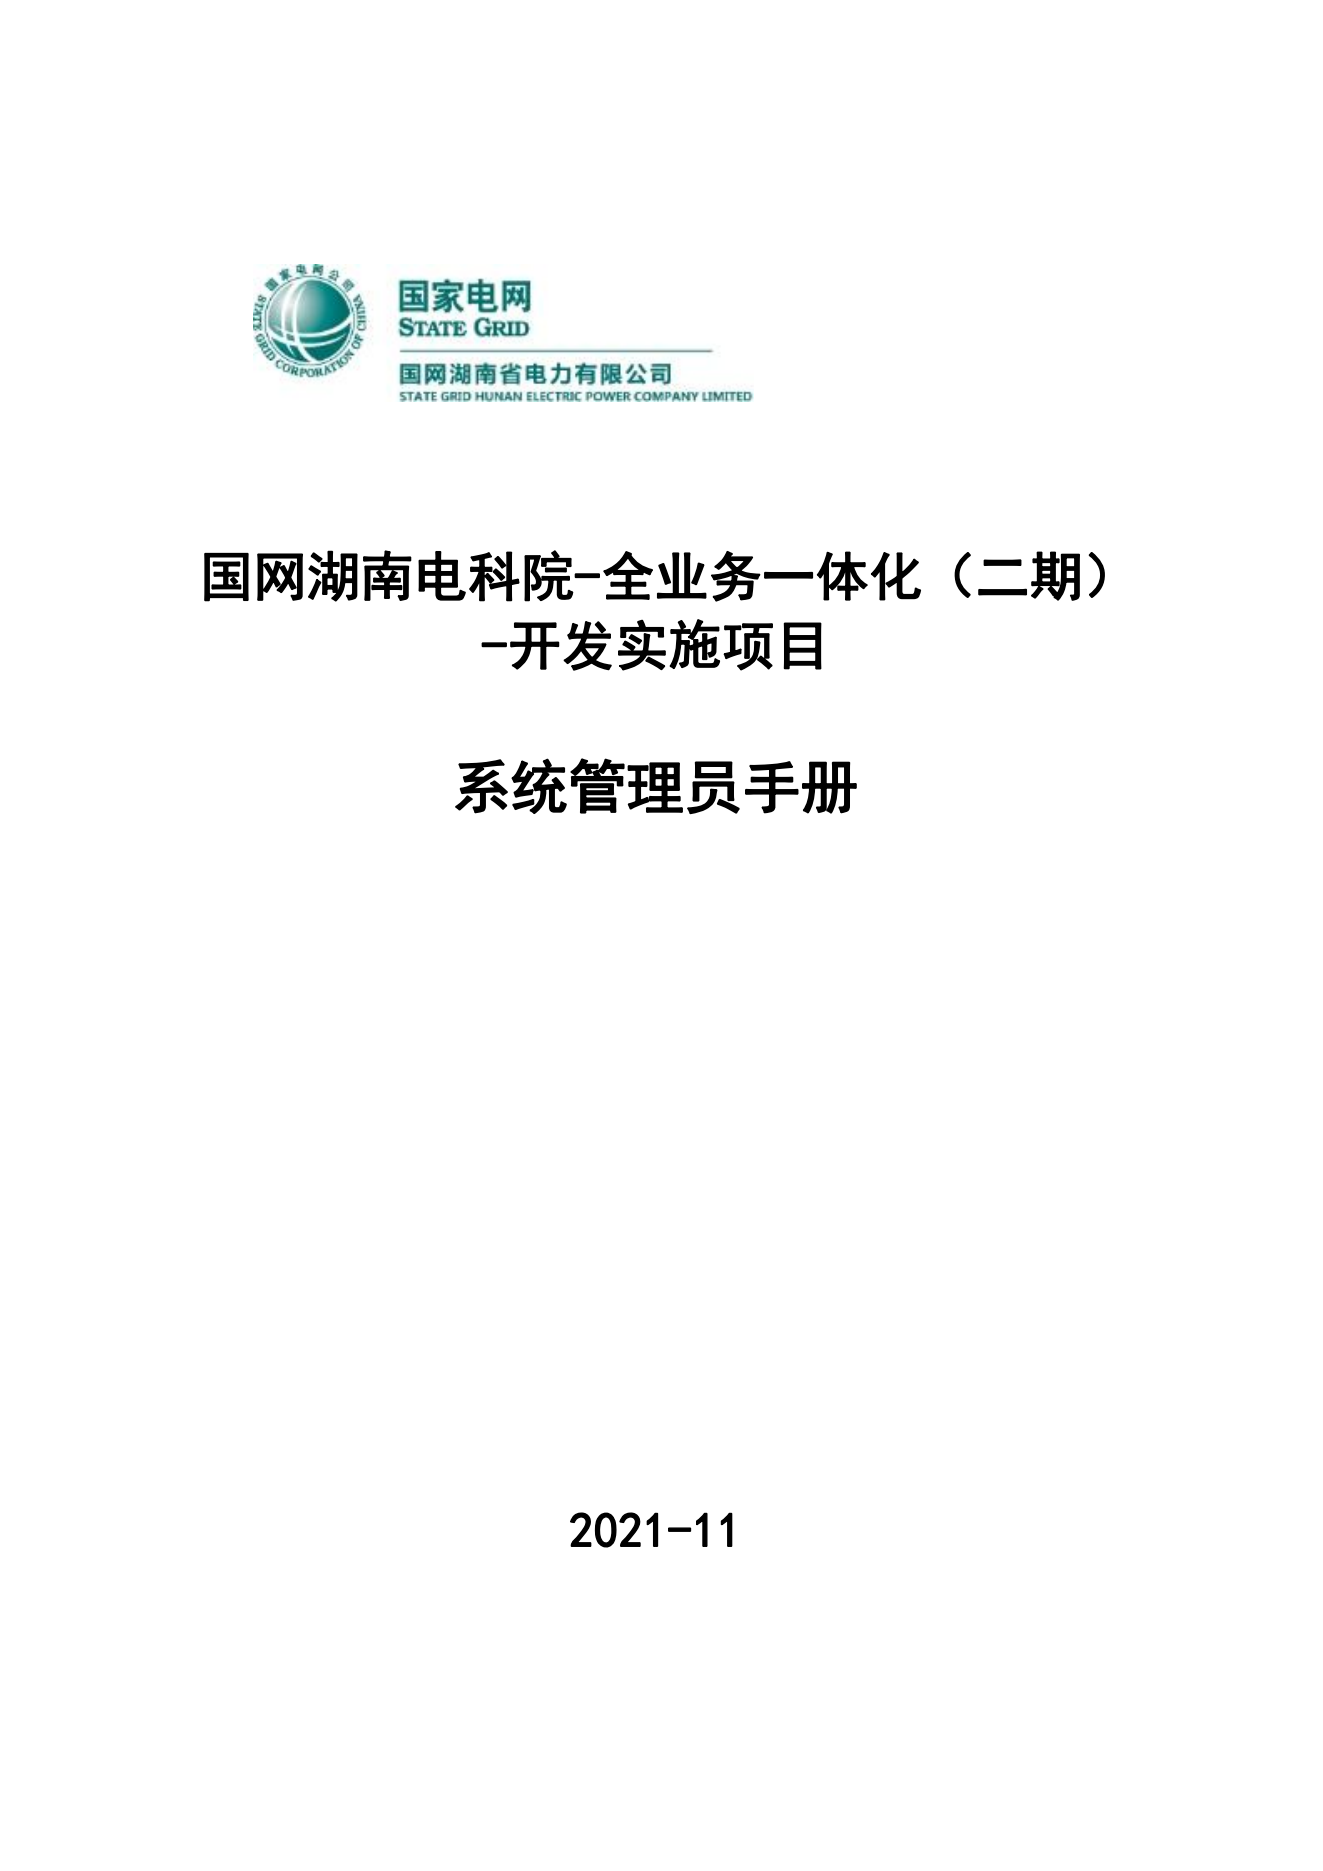 国家电网公司
STATE GRID CORPORATION OF CHINA
国家电网
STATE GRID
国网湖南省电力有限公司
STATE GRID HUNAN ELECTRIC POWER COMPANY LIMITED
国网湖南电科院-全业务一体化（二期）
-开发实施项目
系统管理员手册
2021-11